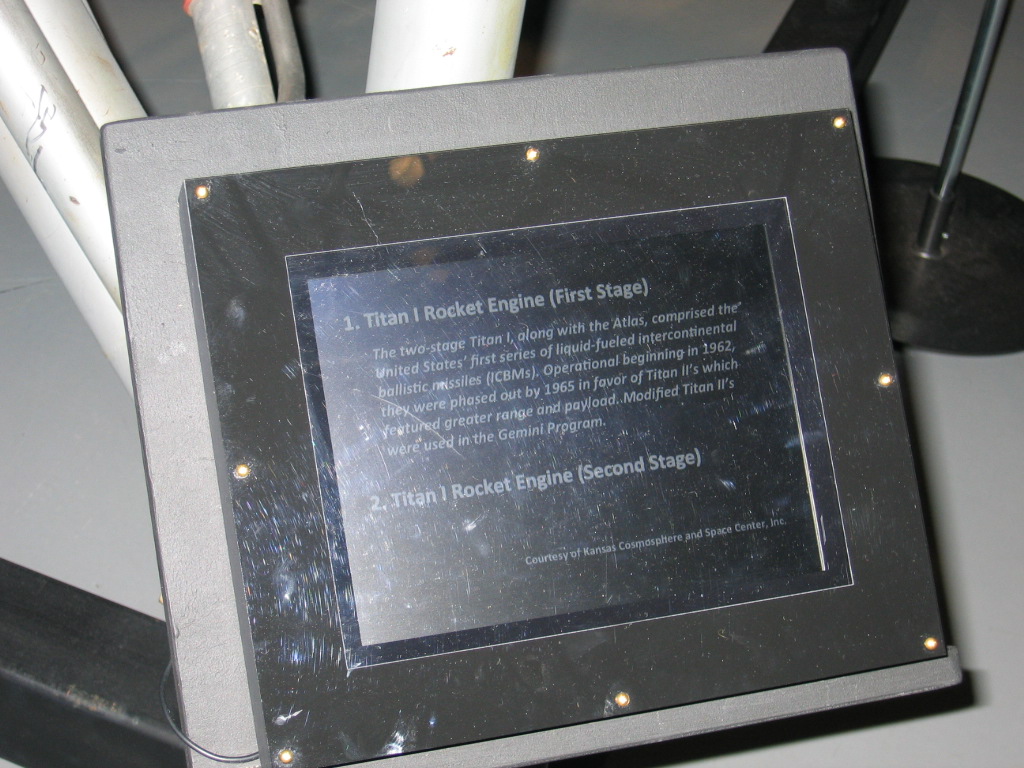 1. Titan I Rocket Engine (First Stage)
The two-stage Titan I, along with the Atlas, comprised the
United States' first series of liquid-fueled intercontinental
ballistic missiles (ICBMs). Operational beginning in 1962,
they were phased out by 1965 in favor of Titan II's which
featured greater range and payload. Modified Titan II's
were used in the Gemini Program.
2. Titan I Rocket Engine (Second Stage)
Courtesy of Kansas Cosmosphere and Space Center, Inc.